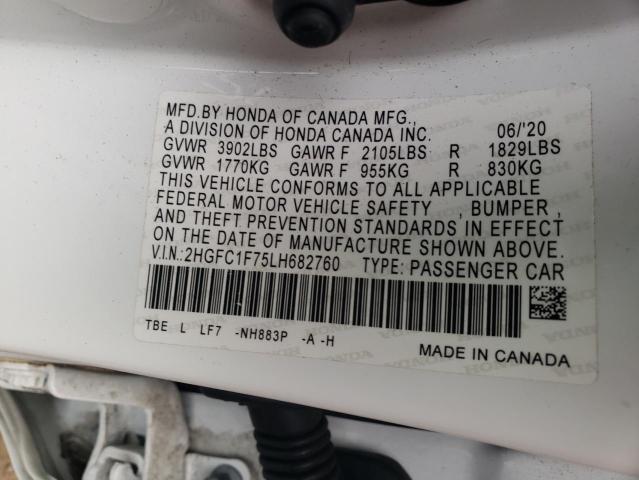 MFD.BY HONDA OF CANADA MFG.,
A DIVISION OF HONDA CANADA INC. 06/'20
GVWR 3902LBS GAWR F 2105LBS R 1829LBS
GVWR 1770KG GAWR F 955KG R 830KG
THIS VEHICLE CONFORMS TO ALL APPLICABLE
FEDERAL MOTOR VEHICLE SAFETY , BUMPER ,
AND THEFT PREVENTION STANDARDS IN EFFECT
ON THE DATE OF MANUFACTURE SHOWN ABOVE.
V.I.N.:2HGFC1F75LH682760 TYPE: PASSENGER CAR
TBE L LF7 -NH883P -A -H
MADE IN CANADA